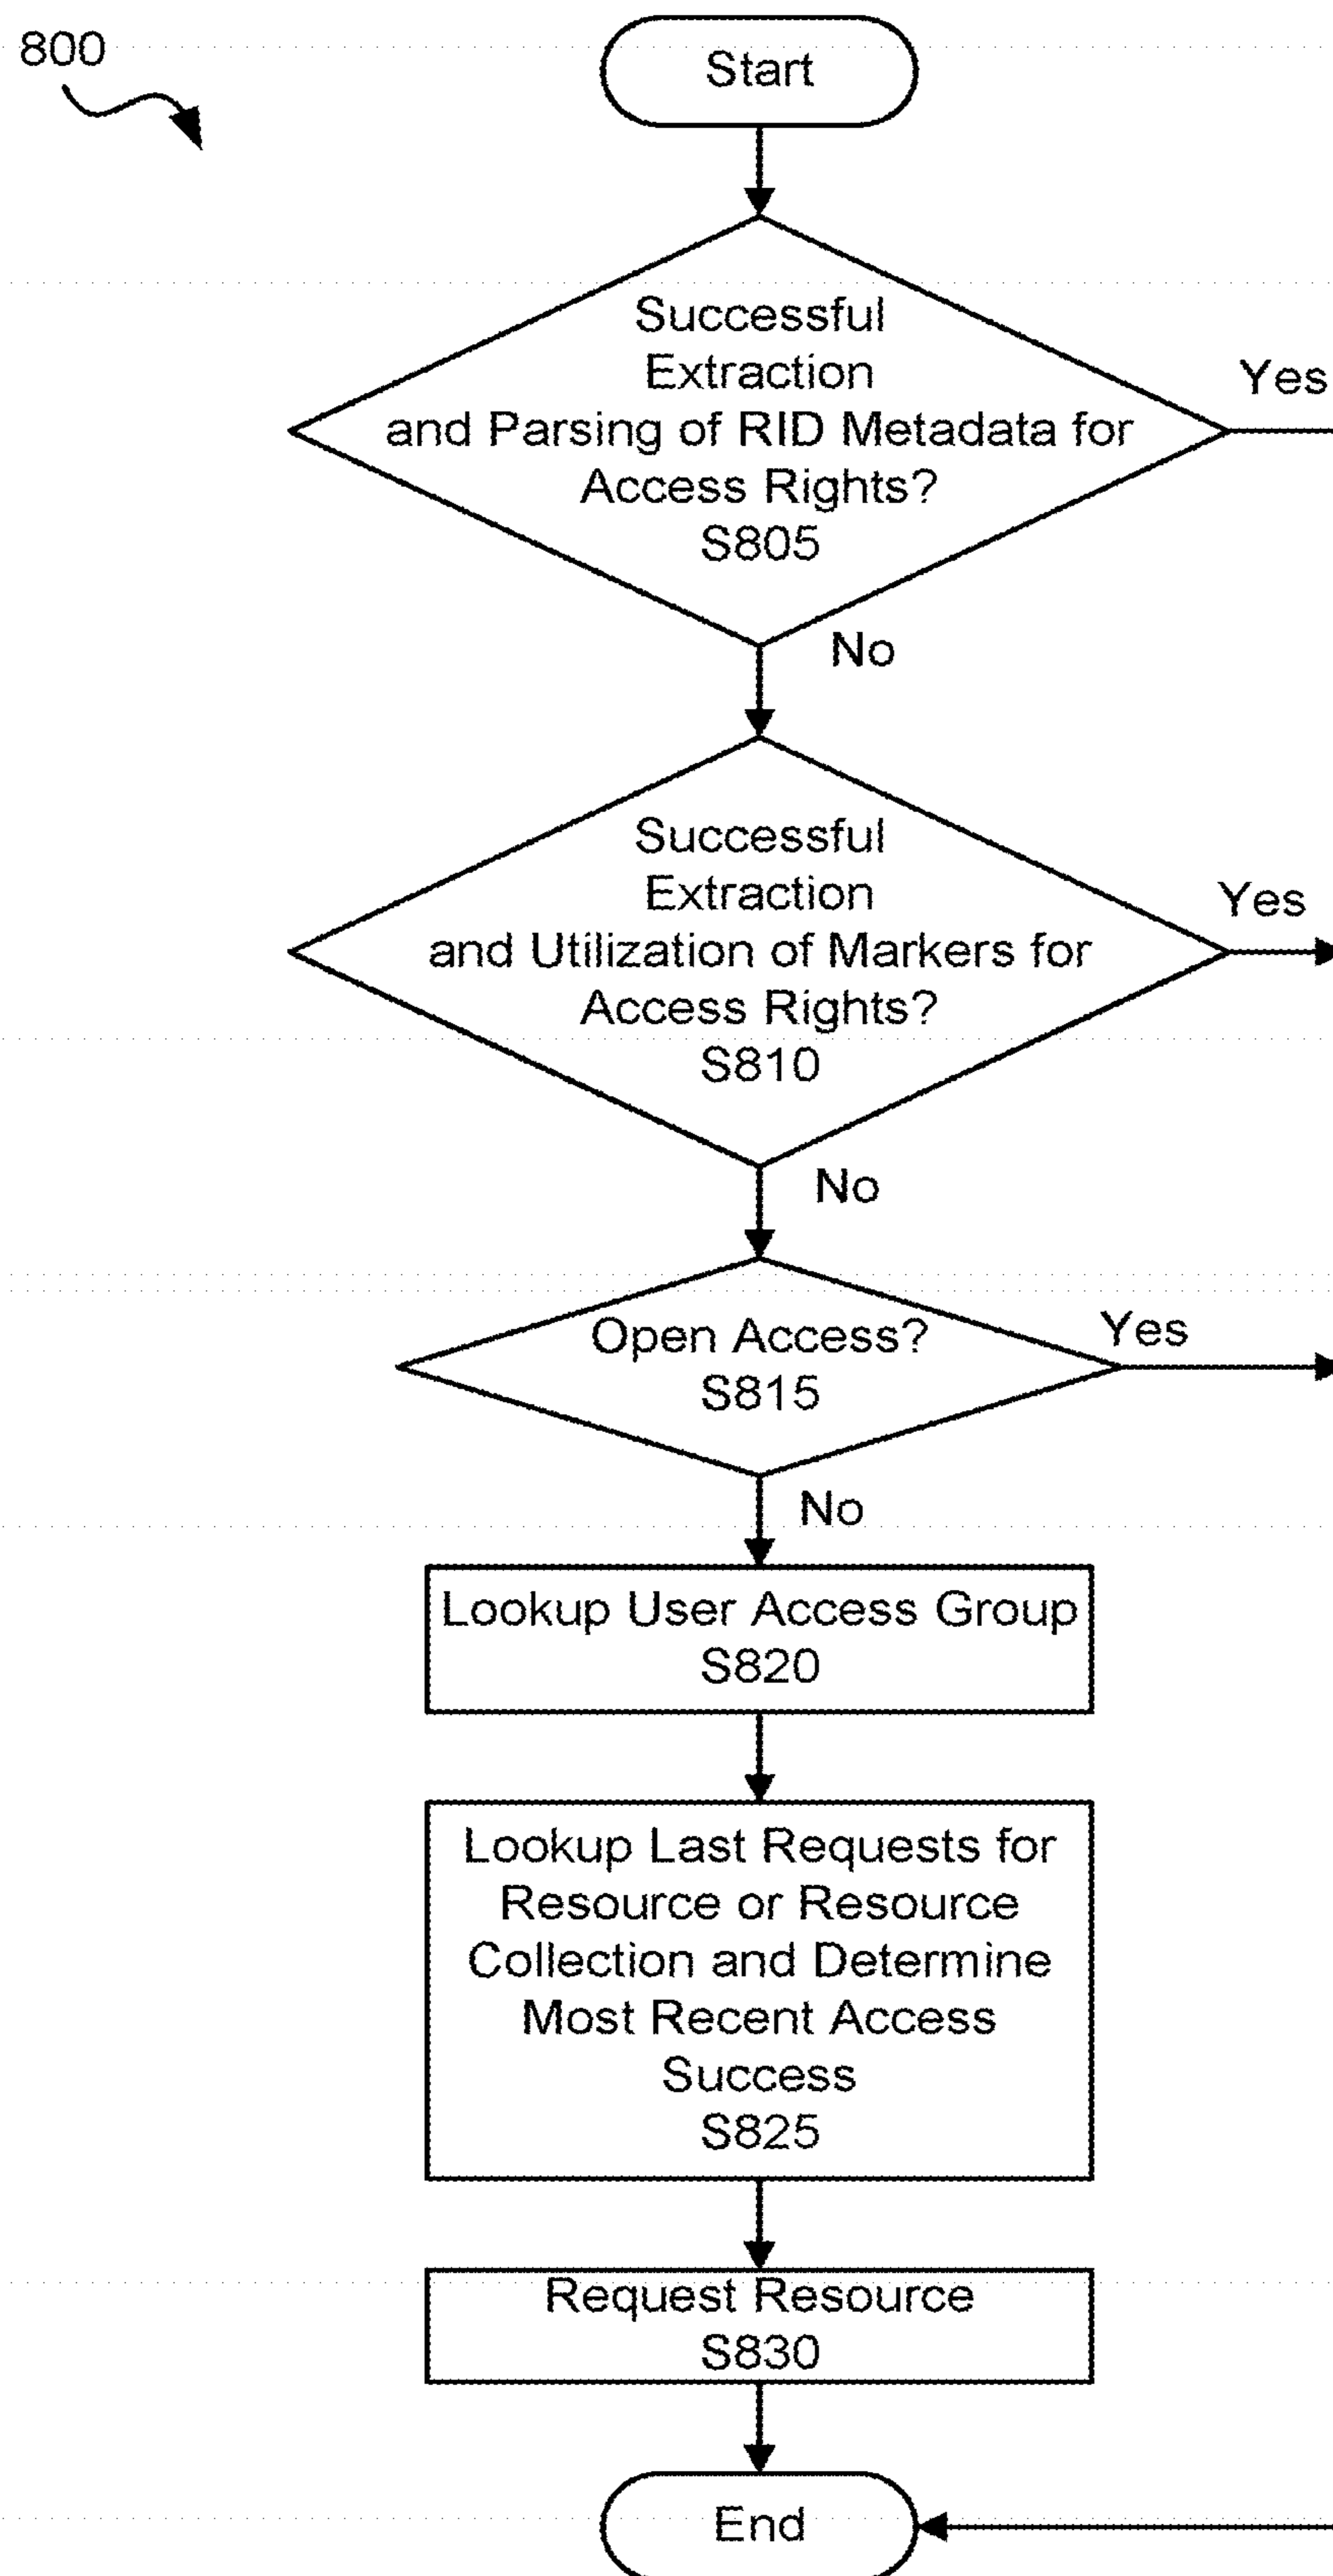 800
Start
Successful
Extraction
and Parsing of RID Metadata for
Access Rights?
S805
Yes
No
Successful
Extraction
and Utilization of Markers for
Access Rights?
S810
Yes
No
Open Access?
S815
Yes
No
Lookup User Access Group
S820
Lookup Last Requests for
Resource or Resource
Collection and Determine
Most Recent Access
Success
S825
Request Resource
S830
End